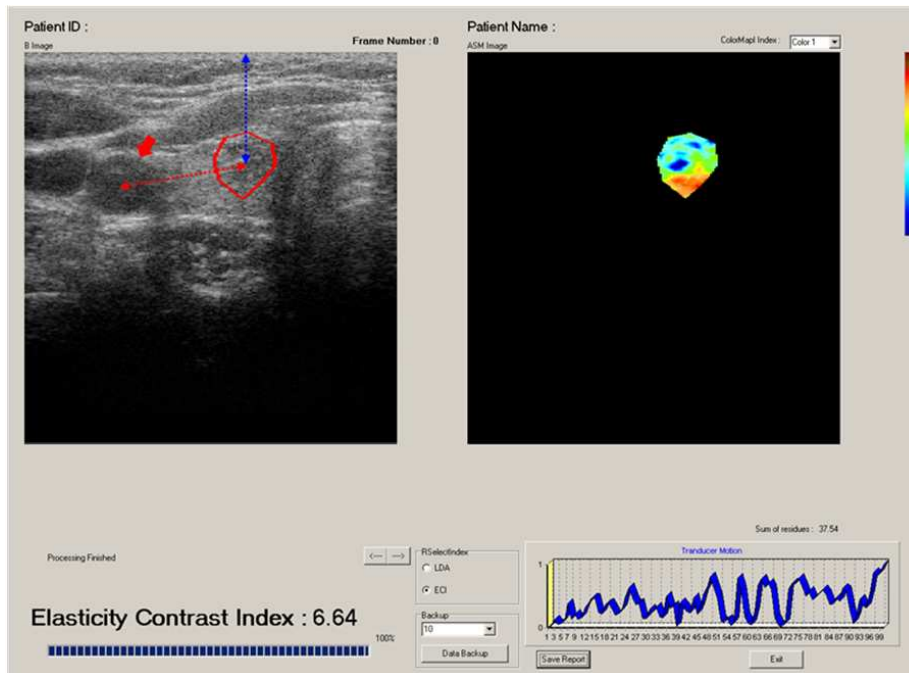 Patient ID :
Patient Name :
B Image
Frame Number : 0
ASM Image
ColorMapl Index :
Color 1
Sum of residues : 37.54
Processing Finished
<--- --->
RSelectIndex
LDA
ECI
Tranducer Motion
1
0
1 3 5 7 9 12 15 18 21 24 27 30 33 36 39 42 45 48 51 54 57 60 63 66 69 72 75 78 81 84 87 90 93 96 99
Elasticity Contrast Index : 6.64
100%
Backup
10
Data Backup
Save Report
Exit